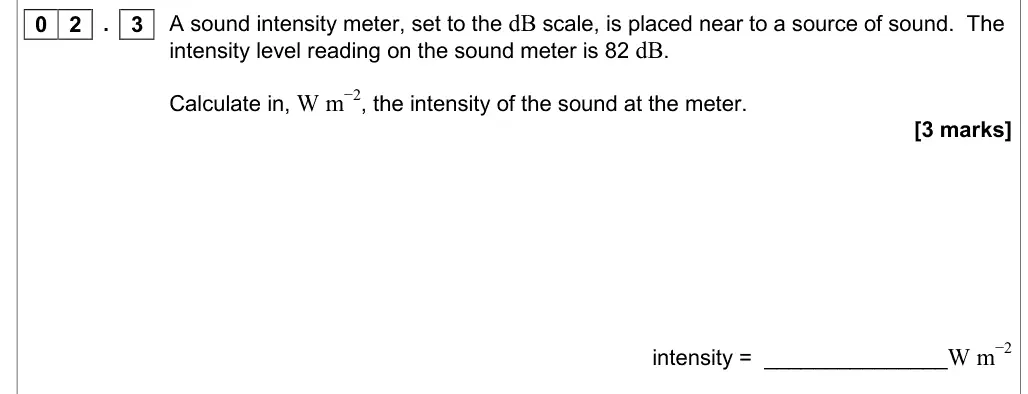 0 2 . 3 A sound intensity meter, set to the dB scale, is placed near to a source of sound. The
intensity level reading on the sound meter is 82 dB.
Calculate in, W m⁻², the intensity of the sound at the meter.
[3 marks]
intensity = _______________ W m⁻²